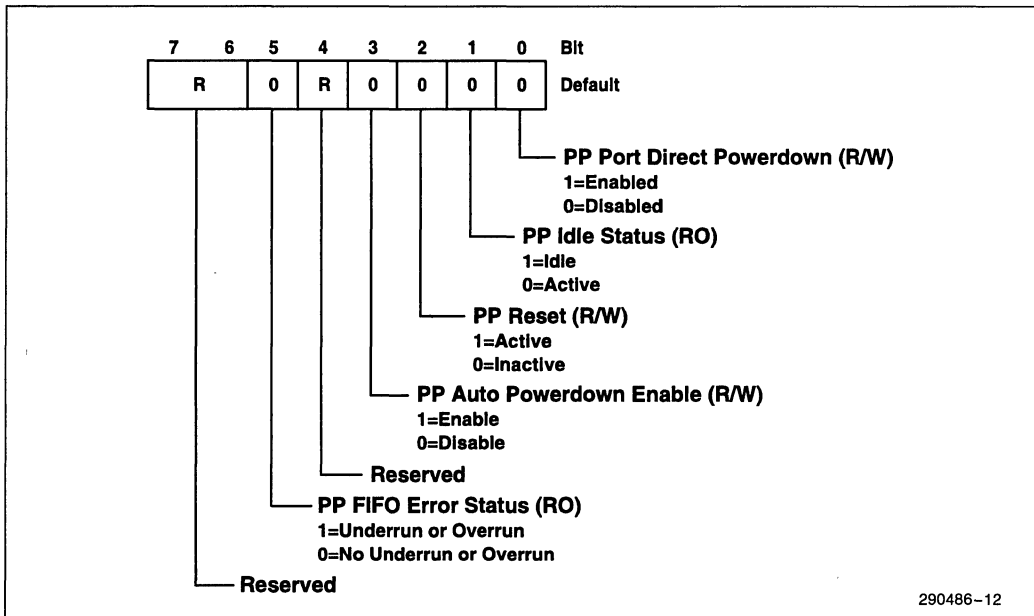 7 6 5 4 3 2 1 0 Bit
R 0 R 0 0 0 0 Default
PP Port Direct Powerdown (R/W)
1=Enabled
0=Disabled
PP Idle Status (RO)
1=Idle
0=Active
PP Reset (R/W)
1=Active
0=Inactive
PP Auto Powerdown Enable (R/W)
1=Enable
0=Disable
Reserved
PP FIFO Error Status (RO)
1=Underrun or Overrun
0=No Underrun or Overrun
Reserved
290486-12